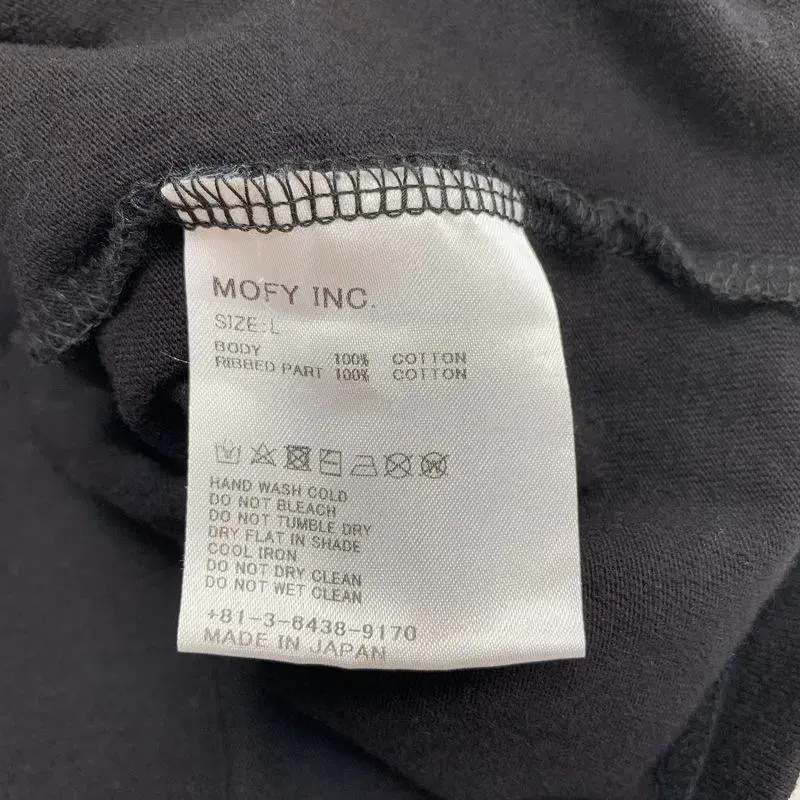 MOFY INC.
SIZE:L
BODY 100% COTTON
RIBBED PART 100% COTTON
HAND WASH COLD
DO NOT BLEACH
DO NOT TUMBLE DRY
DRY FLAT IN SHADE
COOL IRON
DO NOT DRY CLEAN
DO NOT WET CLEAN
+81-3-6438-9170
MADE IN JAPAN